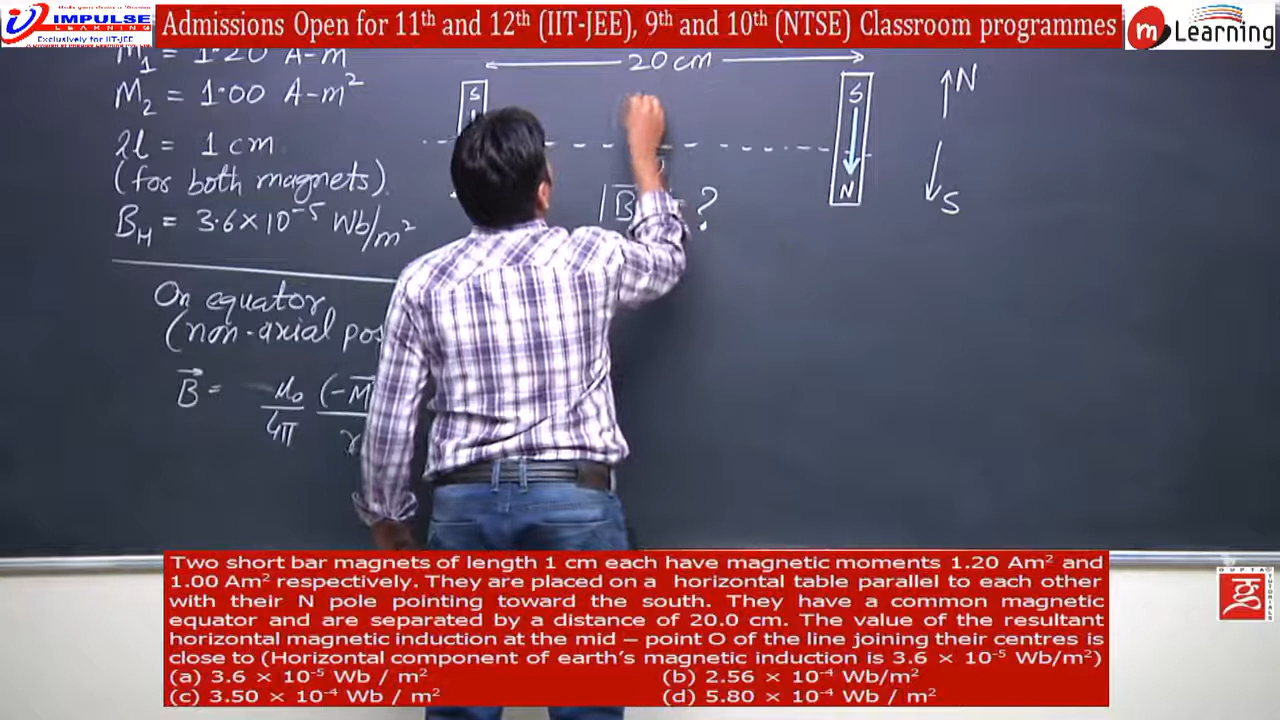 IMPULSE
LEARNING
Exclusively for IIT-JEE
Admissions Open for 11th and 12th (IIT-JEE), 9th and 10th (NTSE) Classroom programmes
m Learning
M1 = 1.20 A-m
M2 = 1.00 A-m²
2l = 1 cm
(for both magnets).
BH = 3.6×10⁻⁵ Wb/m²
20 cm
S
S
N
N
S
|B = ?
On equator
(non-axial pos
B = μ0/4π (-M r
Two short bar magnets of length 1 cm each have magnetic moments 1.20 Am² and
1.00 Am² respectively. They are placed on a horizontal table parallel to each other
with their N pole pointing toward the south. They have a common magnetic
equator and are separated by a distance of 20.0 cm. The value of the resultant
horizontal magnetic induction at the mid – point O of the line joining their centres is
close to (Horizontal component of earth's magnetic induction is 3.6 × 10⁻⁵ Wb/m²)
(a) 3.6 × 10⁻⁵ Wb / m² (b) 2.56 × 10⁻⁴ Wb/m²
(c) 3.50 × 10⁻⁴ Wb / m² (d) 5.80 × 10⁻⁴ Wb / m²
GUPTA
TUTORIALS